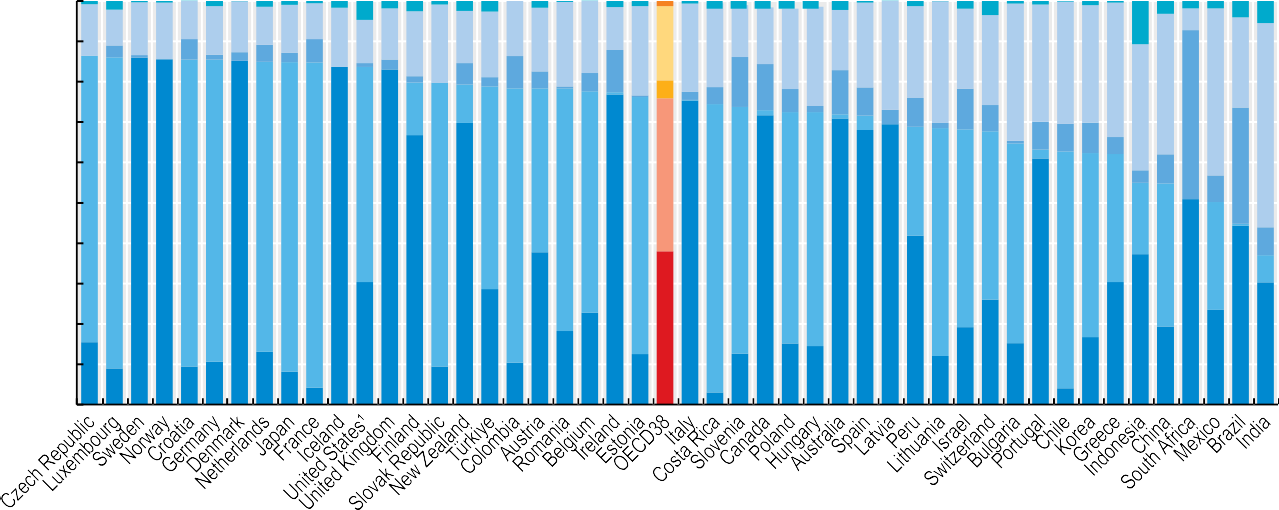 Czech Republic
Luxembourg
Sweden
Norway
Croatia
Germany
Denmark
Netherlands
Japan
France
Iceland
United States¹
United Kingdom
Finland
Slovak Republic
New Zealand
Türkiye
Colombia
Austria
Romania
Belgium
Ireland
Estonia
OECD38
Italy
Costa Rica
Slovenia
Canada
Poland
Hungary
Australia
Spain
Latvia
Peru
Lithuania
Israel
Switzerland
Bulgaria
Portugal
Chile
Korea
Greece
Indonesia
China
South Africa
Mexico
Brazil
India